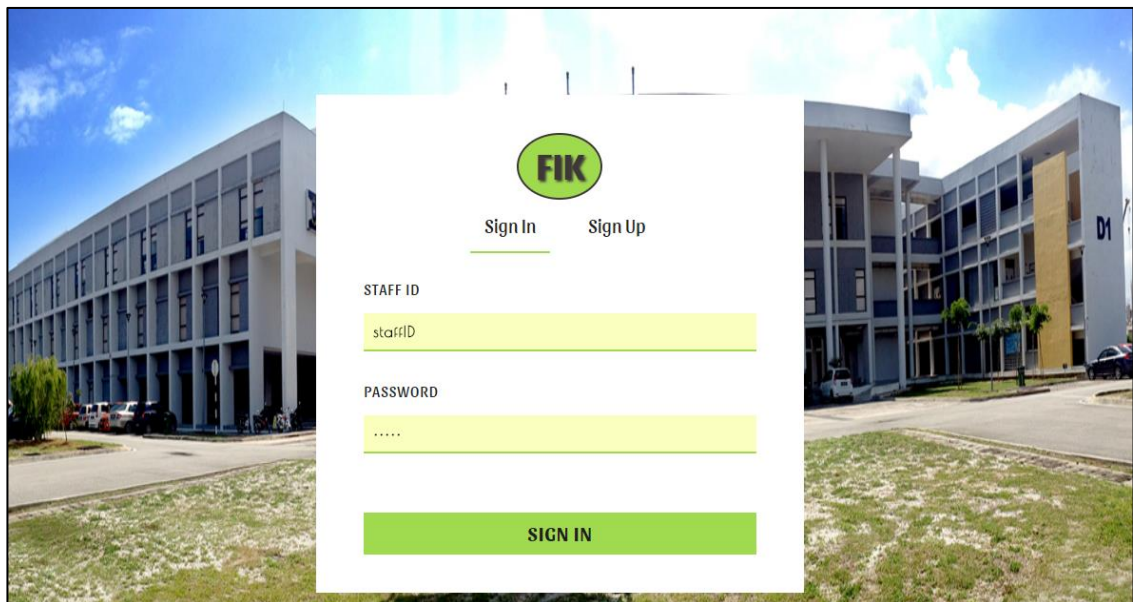 FIK
Sign In Sign Up
STAFF ID
staffID
PASSWORD
.....
SIGN IN
D1